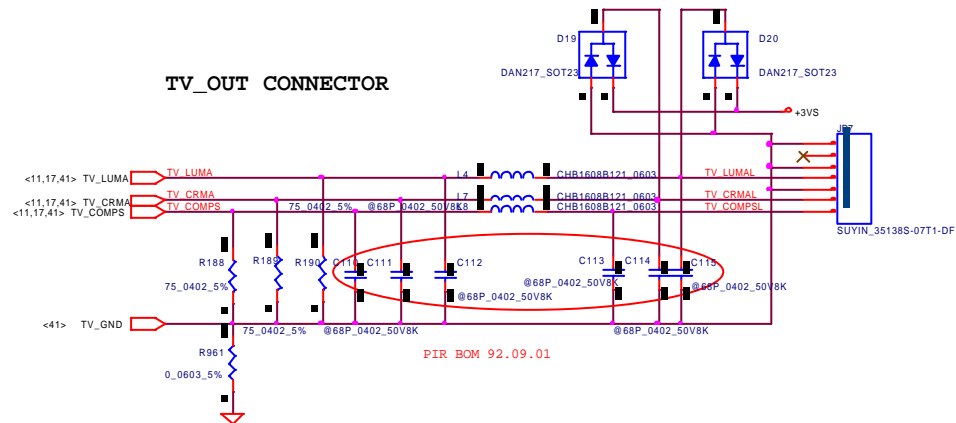 D19
D20
DAN217_SOT23
DAN217_SOT23
TV_OUT CONNECTOR
+3VS
<11,17,41> TV_LUMA
TV_LUMA
L4
CHB1608B121_0603
TV_LUMAL
<11,17,41> TV_CRMA
TV_CRMA
L7
CHB1608B121_0603
TV_CRMAL
<11,17,41> TV_COMPS
TV_COMPS
75_0402_5%
@68P_0402_50V8K
L8
CHB1608B121_0603
TV_COMPSL
SUYIN_35138S-07T1-DF
R188
R189
R190
C110
C111
C112
C113
C114
C115
75_0402_5%
@68P_0402_50V8K
@68P_0402_50V8K
@68P_0402_50V8K
<41> TV_GND
75_0402_5%
@68P_0402_50V8K
@68P_0402_50V8K
R961
0_0603_5%
PIR BOM 92.09.01